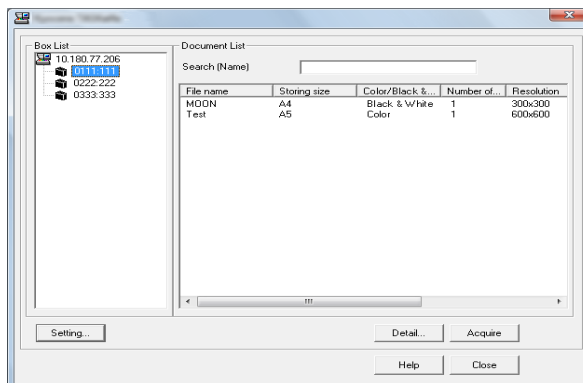 Box List
10.180.77.206
0111:111
0222:222
0333:333
Document List
Search (Name)
File name Storing size Color/Black &... Number of... Resolution
MOON A4 Black & White 1 300x300
Test A5 Color 1 600x600
Setting...
Detail... Acquire
Help Close